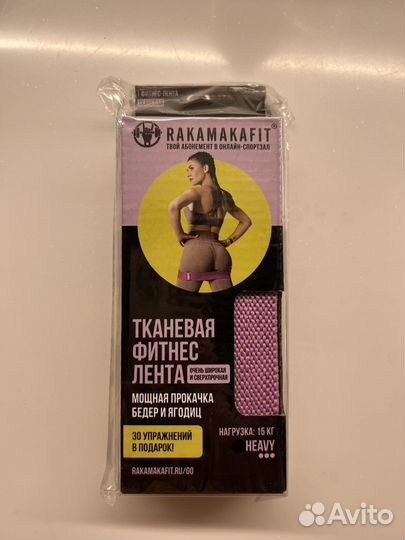 ФИТНЕС-ЛЕНТА
RAKAMAKAFIT®
ТВОЙ АБОНЕМЕНТ В ОНЛАЙН-СПОРТЗАЛ
ТКАНЕВАЯ
ФИТНЕС
ЛЕНТА
ОЧЕНЬ ШИРОКАЯ
И СВЕРХПРОЧНАЯ
МОЩНАЯ ПРОКАЧКА
БЕДЕР И ЯГОДИЦ
30 УПРАЖНЕНИЙ
В ПОДАРОК!
НАГРУЗКА: 15 КГ
HEAVY
RAKAMAKAFIT.RU/GO
Avito